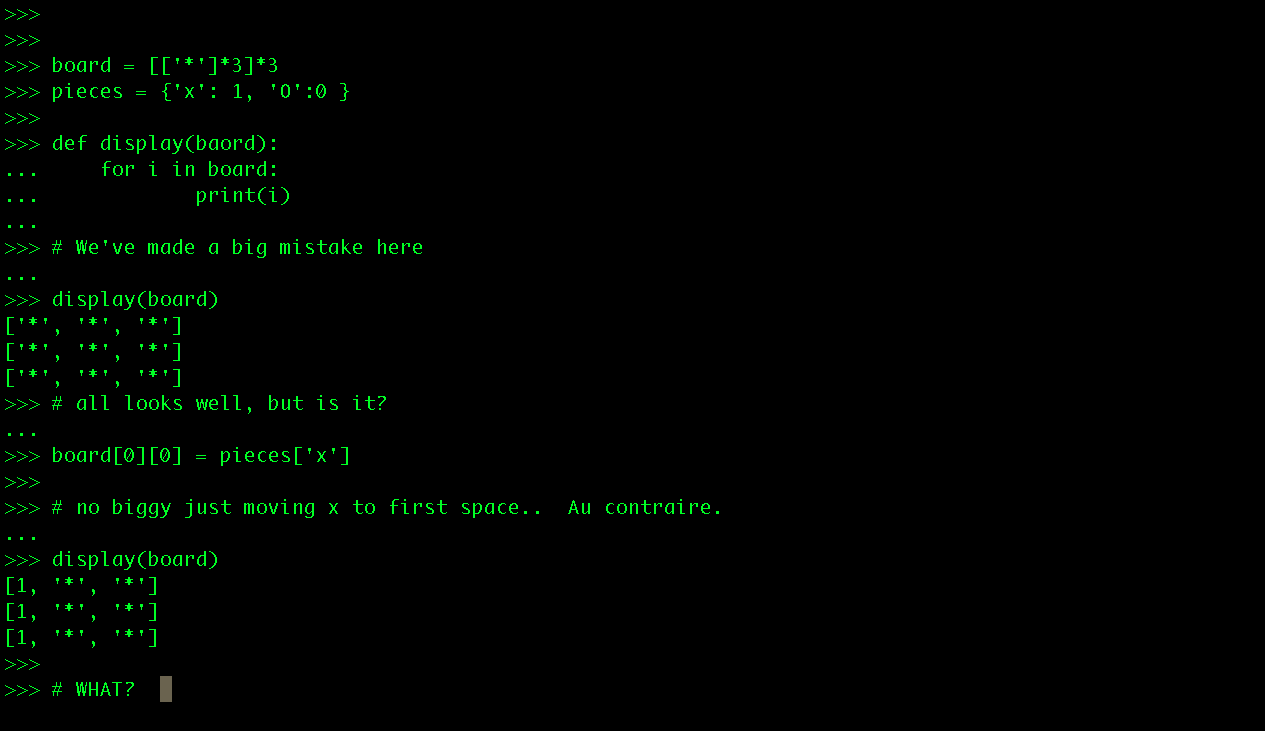 >>>
>>>
>>> board = [['*']*3]*3
>>> pieces = {'x': 1, 'O':0 }
>>>
>>> def display(baord):
...     for i in board:
...             print(i)
...
>>> # We've made a big mistake here
...
>>> display(board)
['*', '*', '*']
['*', '*', '*']
['*', '*', '*']
>>> # all looks well, but is it?
...
>>> board[0][0] = pieces['x']
>>>
>>> # no biggy just moving x to first space..  Au contraire.
...
>>> display(board)
[1, '*', '*']
[1, '*', '*']
[1, '*', '*']
>>>
>>> # WHAT?